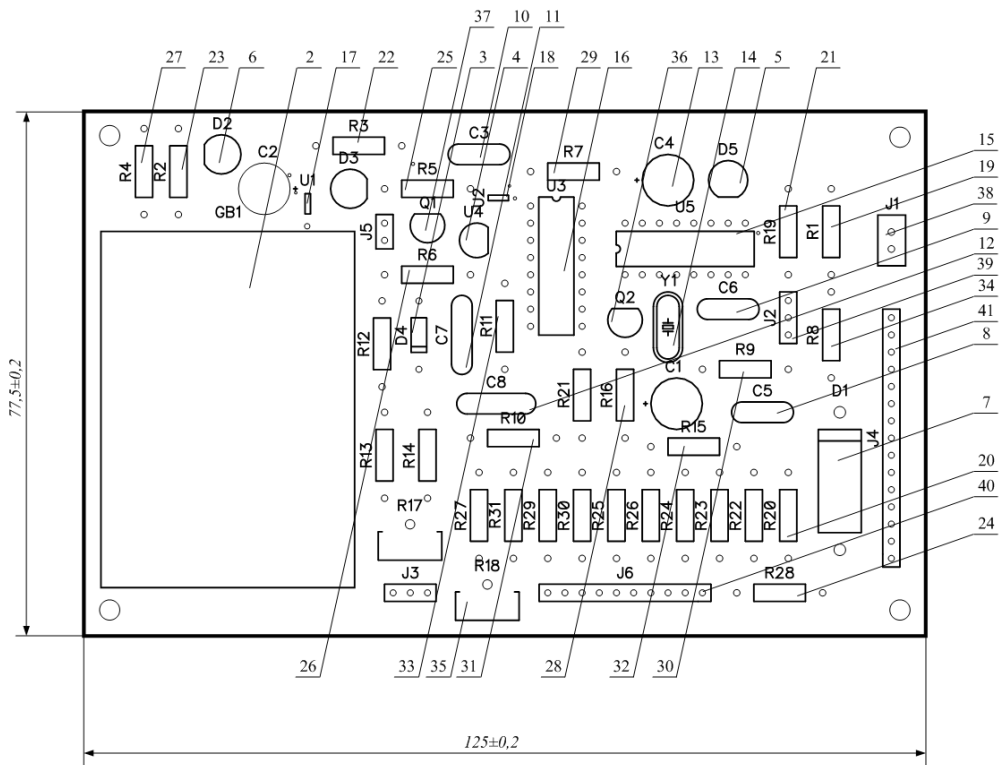 37 10 11
27 23 6 2 17 22 25 3 4 18 29 16 36 13 14 5 21
15
19
38
9
12
39
34
41
8
7
20
40
24
D2
R3
C3
C4 D5
R4 R2 C2 U1 D3 R5 R7
GB1 J2 U3 U5 J1
J5 Q1 U4 R19 R1
R6
Y1 C6
Q2 J2 R8
R12 D4 C7 R11 R9
C1
C8 R21 R16 C5 D1
R10 R15 J4
R13 R14
R17
R27 R31 R29 R30 R25 R26 R24 R23 R22 R20
R18
J3 J6 R28
26 33 35 31 28 32 30
77,5±0,2
125±0,2